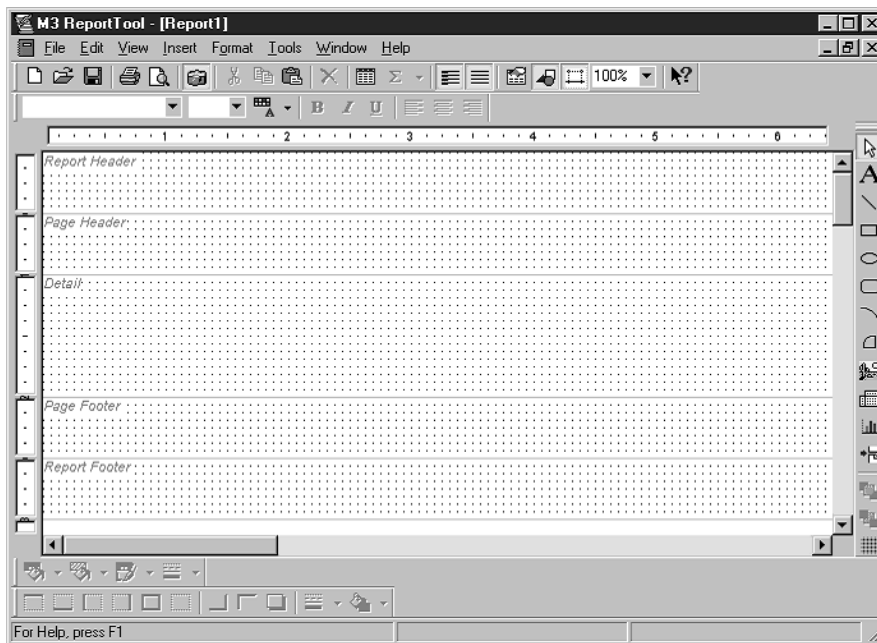 M3 ReportTool - [Report1]
File Edit View Insert Format Tools Window Help
100%
B I U
1 2 3 4 5 6
Report Header
Page Header
Detail
Page Footer
Report Footer
For Help, press F1